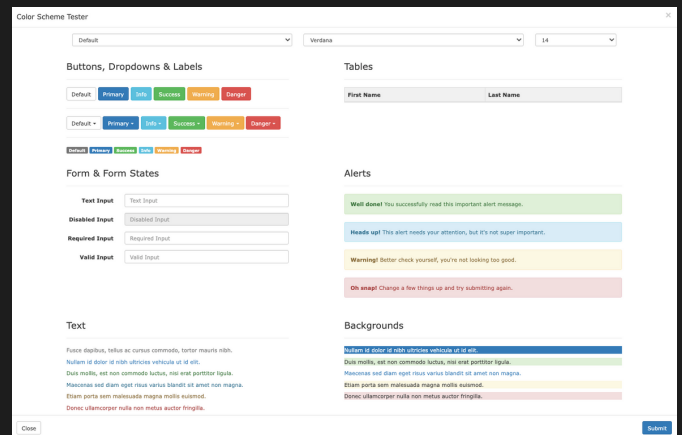 Color Scheme Tester
×
Default Verdana 14
Buttons, Dropdowns & Labels
Default Primary Info Success Warning Danger
Default Primary Info Success Warning Danger
Default Primary Success Info Warning Danger
Tables
First Name Last Name
Form & Form States
Text Input Text Input
Disabled Input Disabled Input
Required Input Required Input
Valid Input Valid Input
Alerts
Well done! You successfully read this important alert message.
Heads up! This alert needs your attention, but it's not super important.
Warning! Better check yourself, you're not looking too good.
Oh snap! Change a few things up and try submitting again.
Text
Fusce dapibus, tellus ac cursus commodo, tortor mauris nibh.
Nullam id dolor id nibh ultricies vehicula ut id elit.
Duis mollis, est non commodo luctus, nisi erat porttitor ligula.
Maecenas sed diam eget risus varius blandit sit amet non magna.
Etiam porta sem malesuada magna mollis euismod.
Donec ullamcorper nulla non metus auctor fringilla.
Backgrounds
Nullam id dolor id nibh ultricies vehicula ut id elit.
Duis mollis, est non commodo luctus, nisi erat porttitor ligula.
Maecenas sed diam eget risus varius blandit sit amet non magna.
Etiam porta sem malesuada magna mollis euismod.
Donec ullamcorper nulla non metus auctor fringilla.
Close Submit